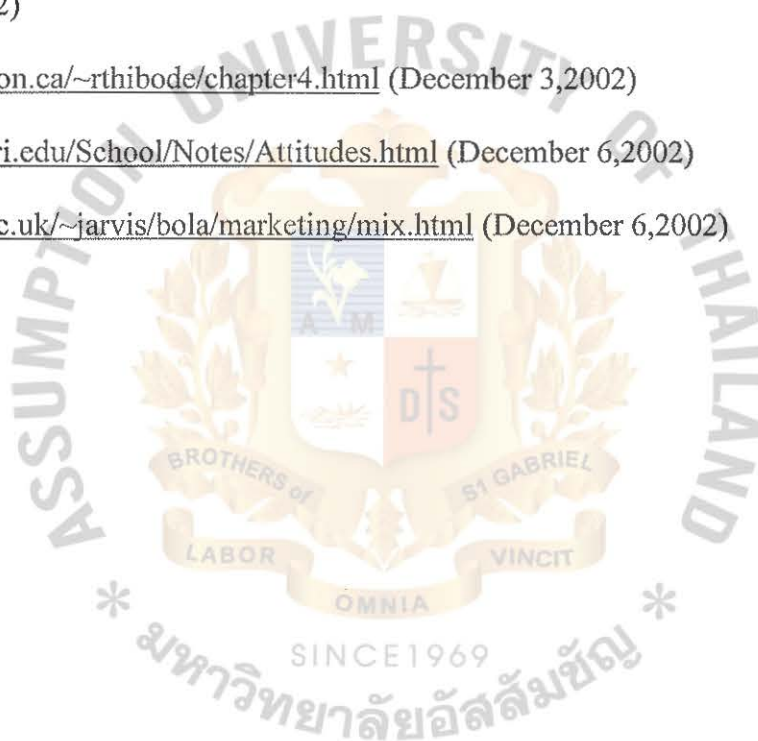 2)
on.ca/~rthibode/chapter4.html (December 3,2002)
ri.edu/School/Notes/Attitudes.html (December 6,2002)
c.uk/~jarvis/bola/marketing/mix.html (December 6,2002)
ASSUMPTION UNIVERSITY OF THAILAND
A M
D S
BROTHERS of ST GABRIEL
LABOR VINCIT
OMNIA
SINCE1969
* มหาวิทยาลัยอัสสัมชัญ *